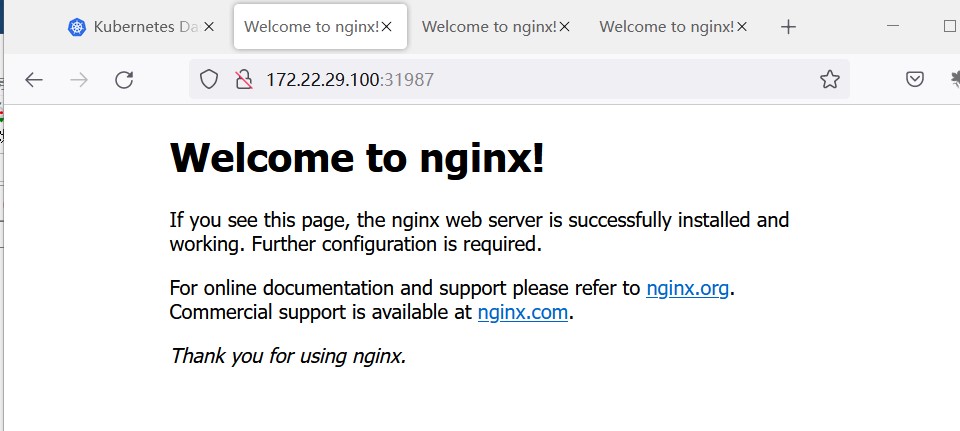 Kubernetes Da
Welcome to nginx!
Welcome to nginx!
Welcome to nginx!
172.22.29.100:31987
Welcome to nginx!
If you see this page, the nginx web server is successfully installed and
working. Further configuration is required.
For online documentation and support please refer to nginx.org.
Commercial support is available at nginx.com.
Thank you for using nginx.